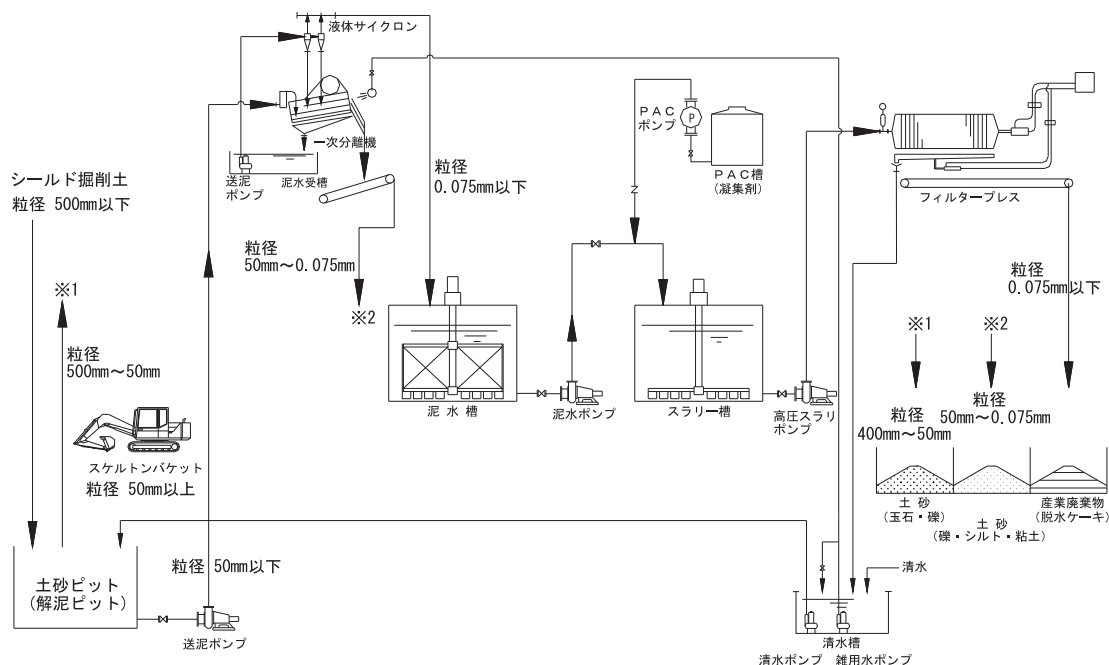 液体サイクロン
一次分離機
送泥
ポンプ
泥水受槽
シールド掘削土
粒径 500mm以下
※1
粒径
500mm～50mm
スケルトンバケット
粒径 50mm以上
土砂ピット
(解泥ピット)
粒径 50mm以下
送泥ポンプ
粒径
50mm～0.075mm
※2
粒径
0.075mm以下
泥水槽
泥水ポンプ
PAC
ポンプ
P
PAC槽
(凝集剤)
Z
スラリー槽
高圧スラリ
ポンプ
フィルタープレス
粒径
0.075mm以下
※1
※2
粒径
400mm～50mm
粒径
50mm～0.075mm
土砂
(玉石・礫)
土砂
(礫・シルト・粘土)
産業廃棄物
(脱水ケーキ)
清水
清水槽
清水ポンプ
雑用水ポンプ